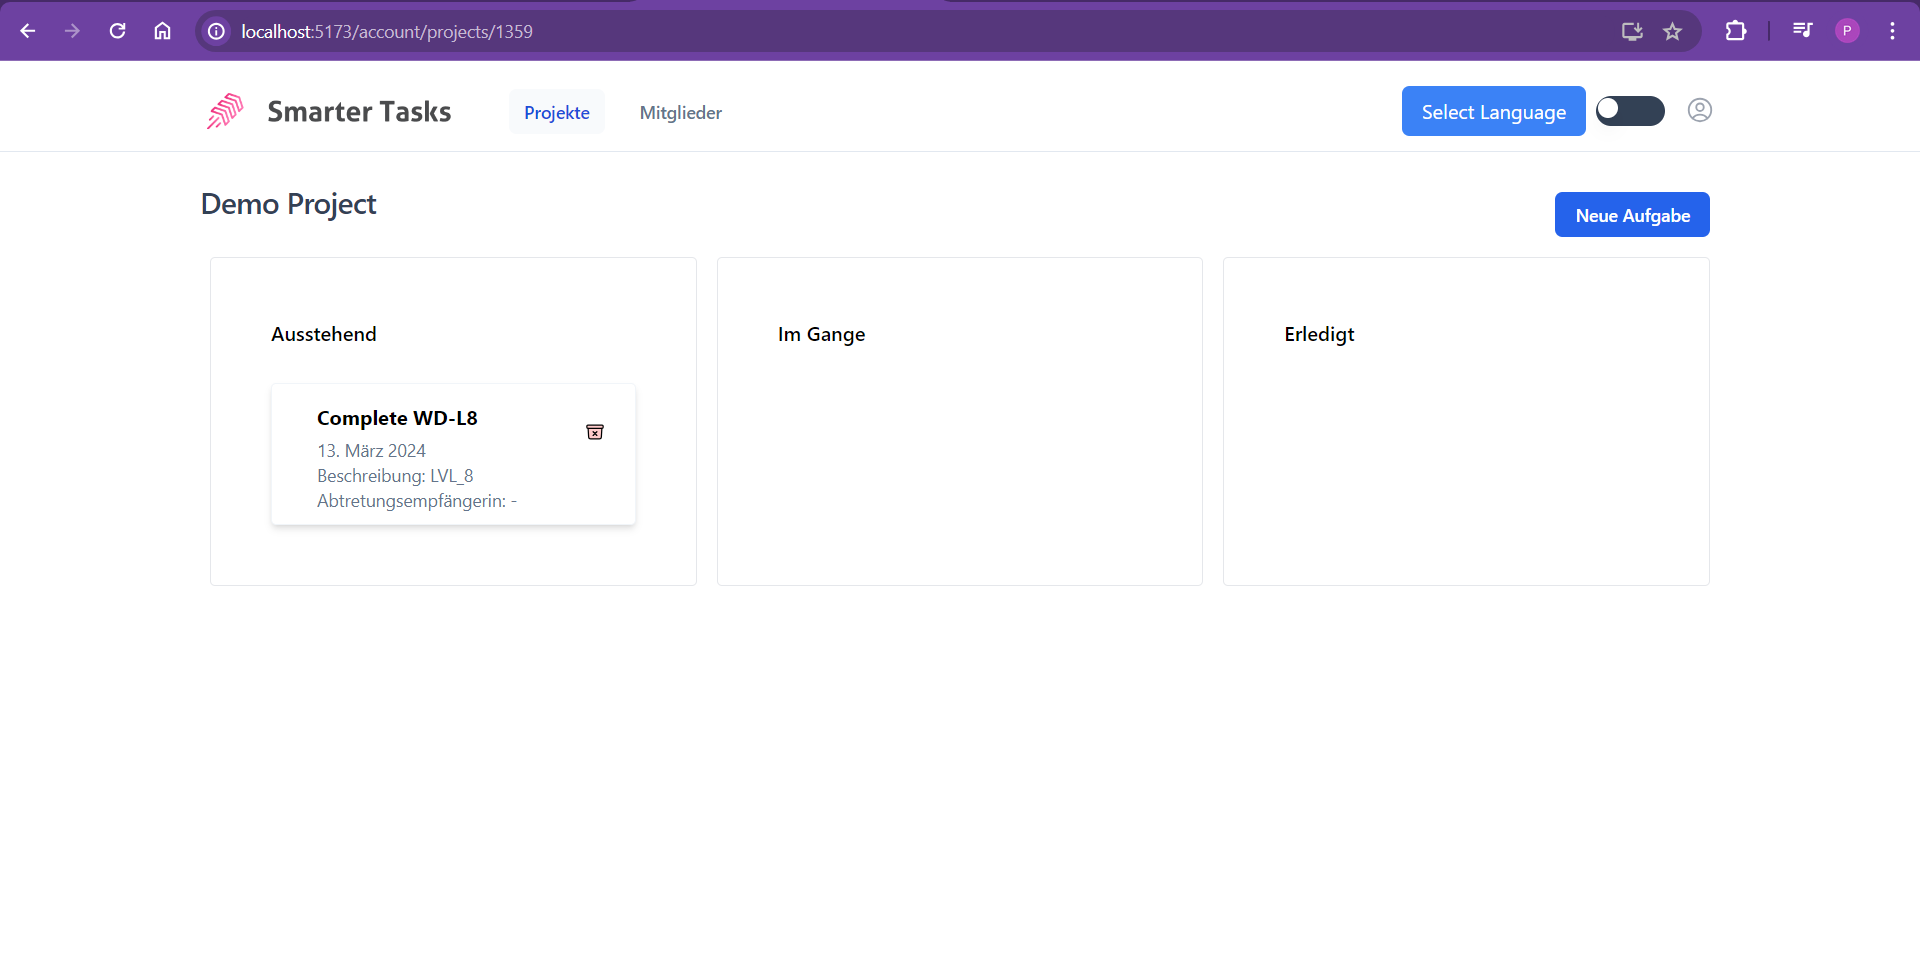 localhost:5173/account/projects/1359
P
Smarter Tasks
Projekte
Mitglieder
Select Language
Demo Project
Neue Aufgabe
Ausstehend
Complete WD-L8
13. März 2024
Beschreibung: LVL_8
Abtretungsempfängerin: -
Im Gange
Erledigt